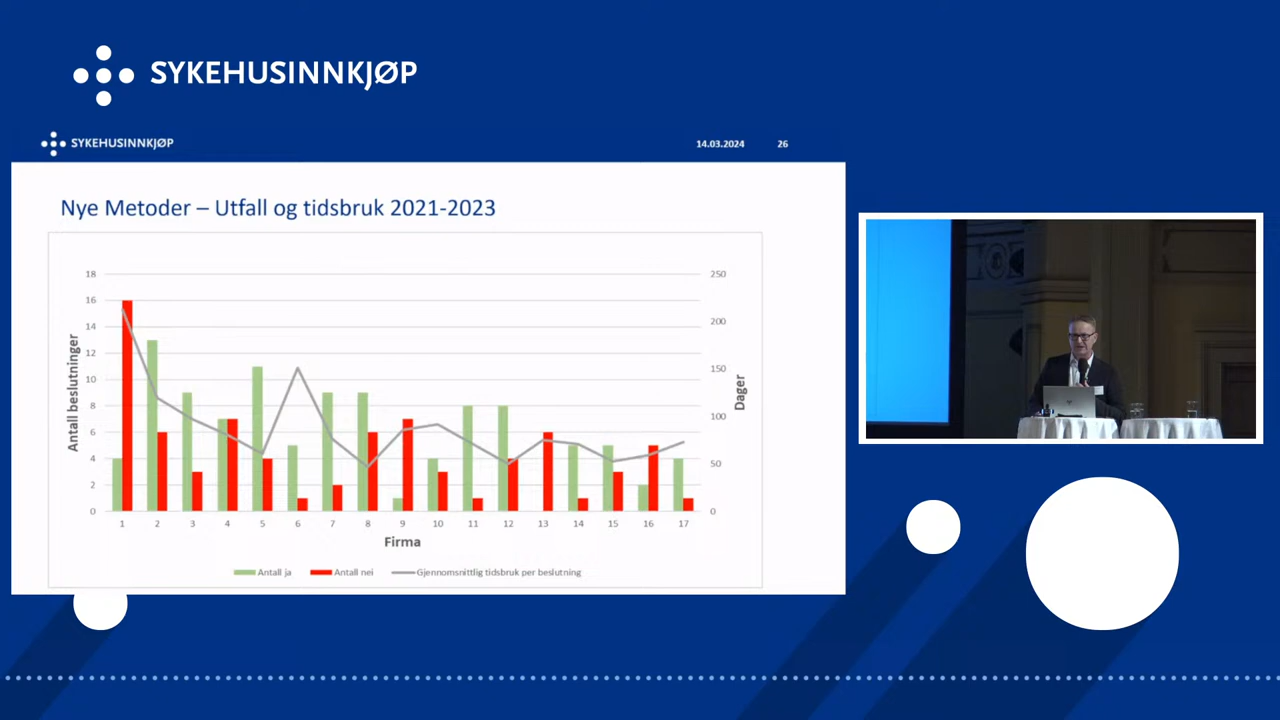 SYKEHUSINNKJØP
SYKEHUSINNKJØP
14.03.2024 26
Nye Metoder – Utfall og tidsbruk 2021-2023
Antall beslutninger
18
16
14
12
10
8
6
4
2
0
250
200
150
100
50
0
Dager
1 2 3 4 5 6 7 8 9 10 11 12 13 14 15 16 17
Firma
Antall ja Antall nei Gjennomsnittlig tidsbruk per beslutning